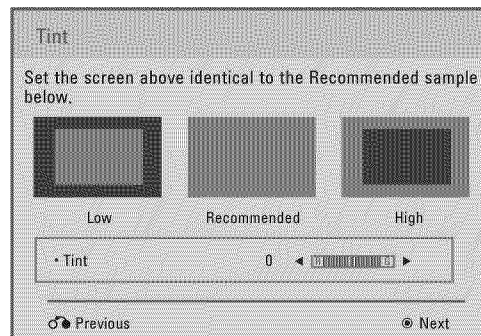 Tint
Set the screen above identical to the Recommended sample
below.
Low Recommended High
• Tint 0
Previous Next